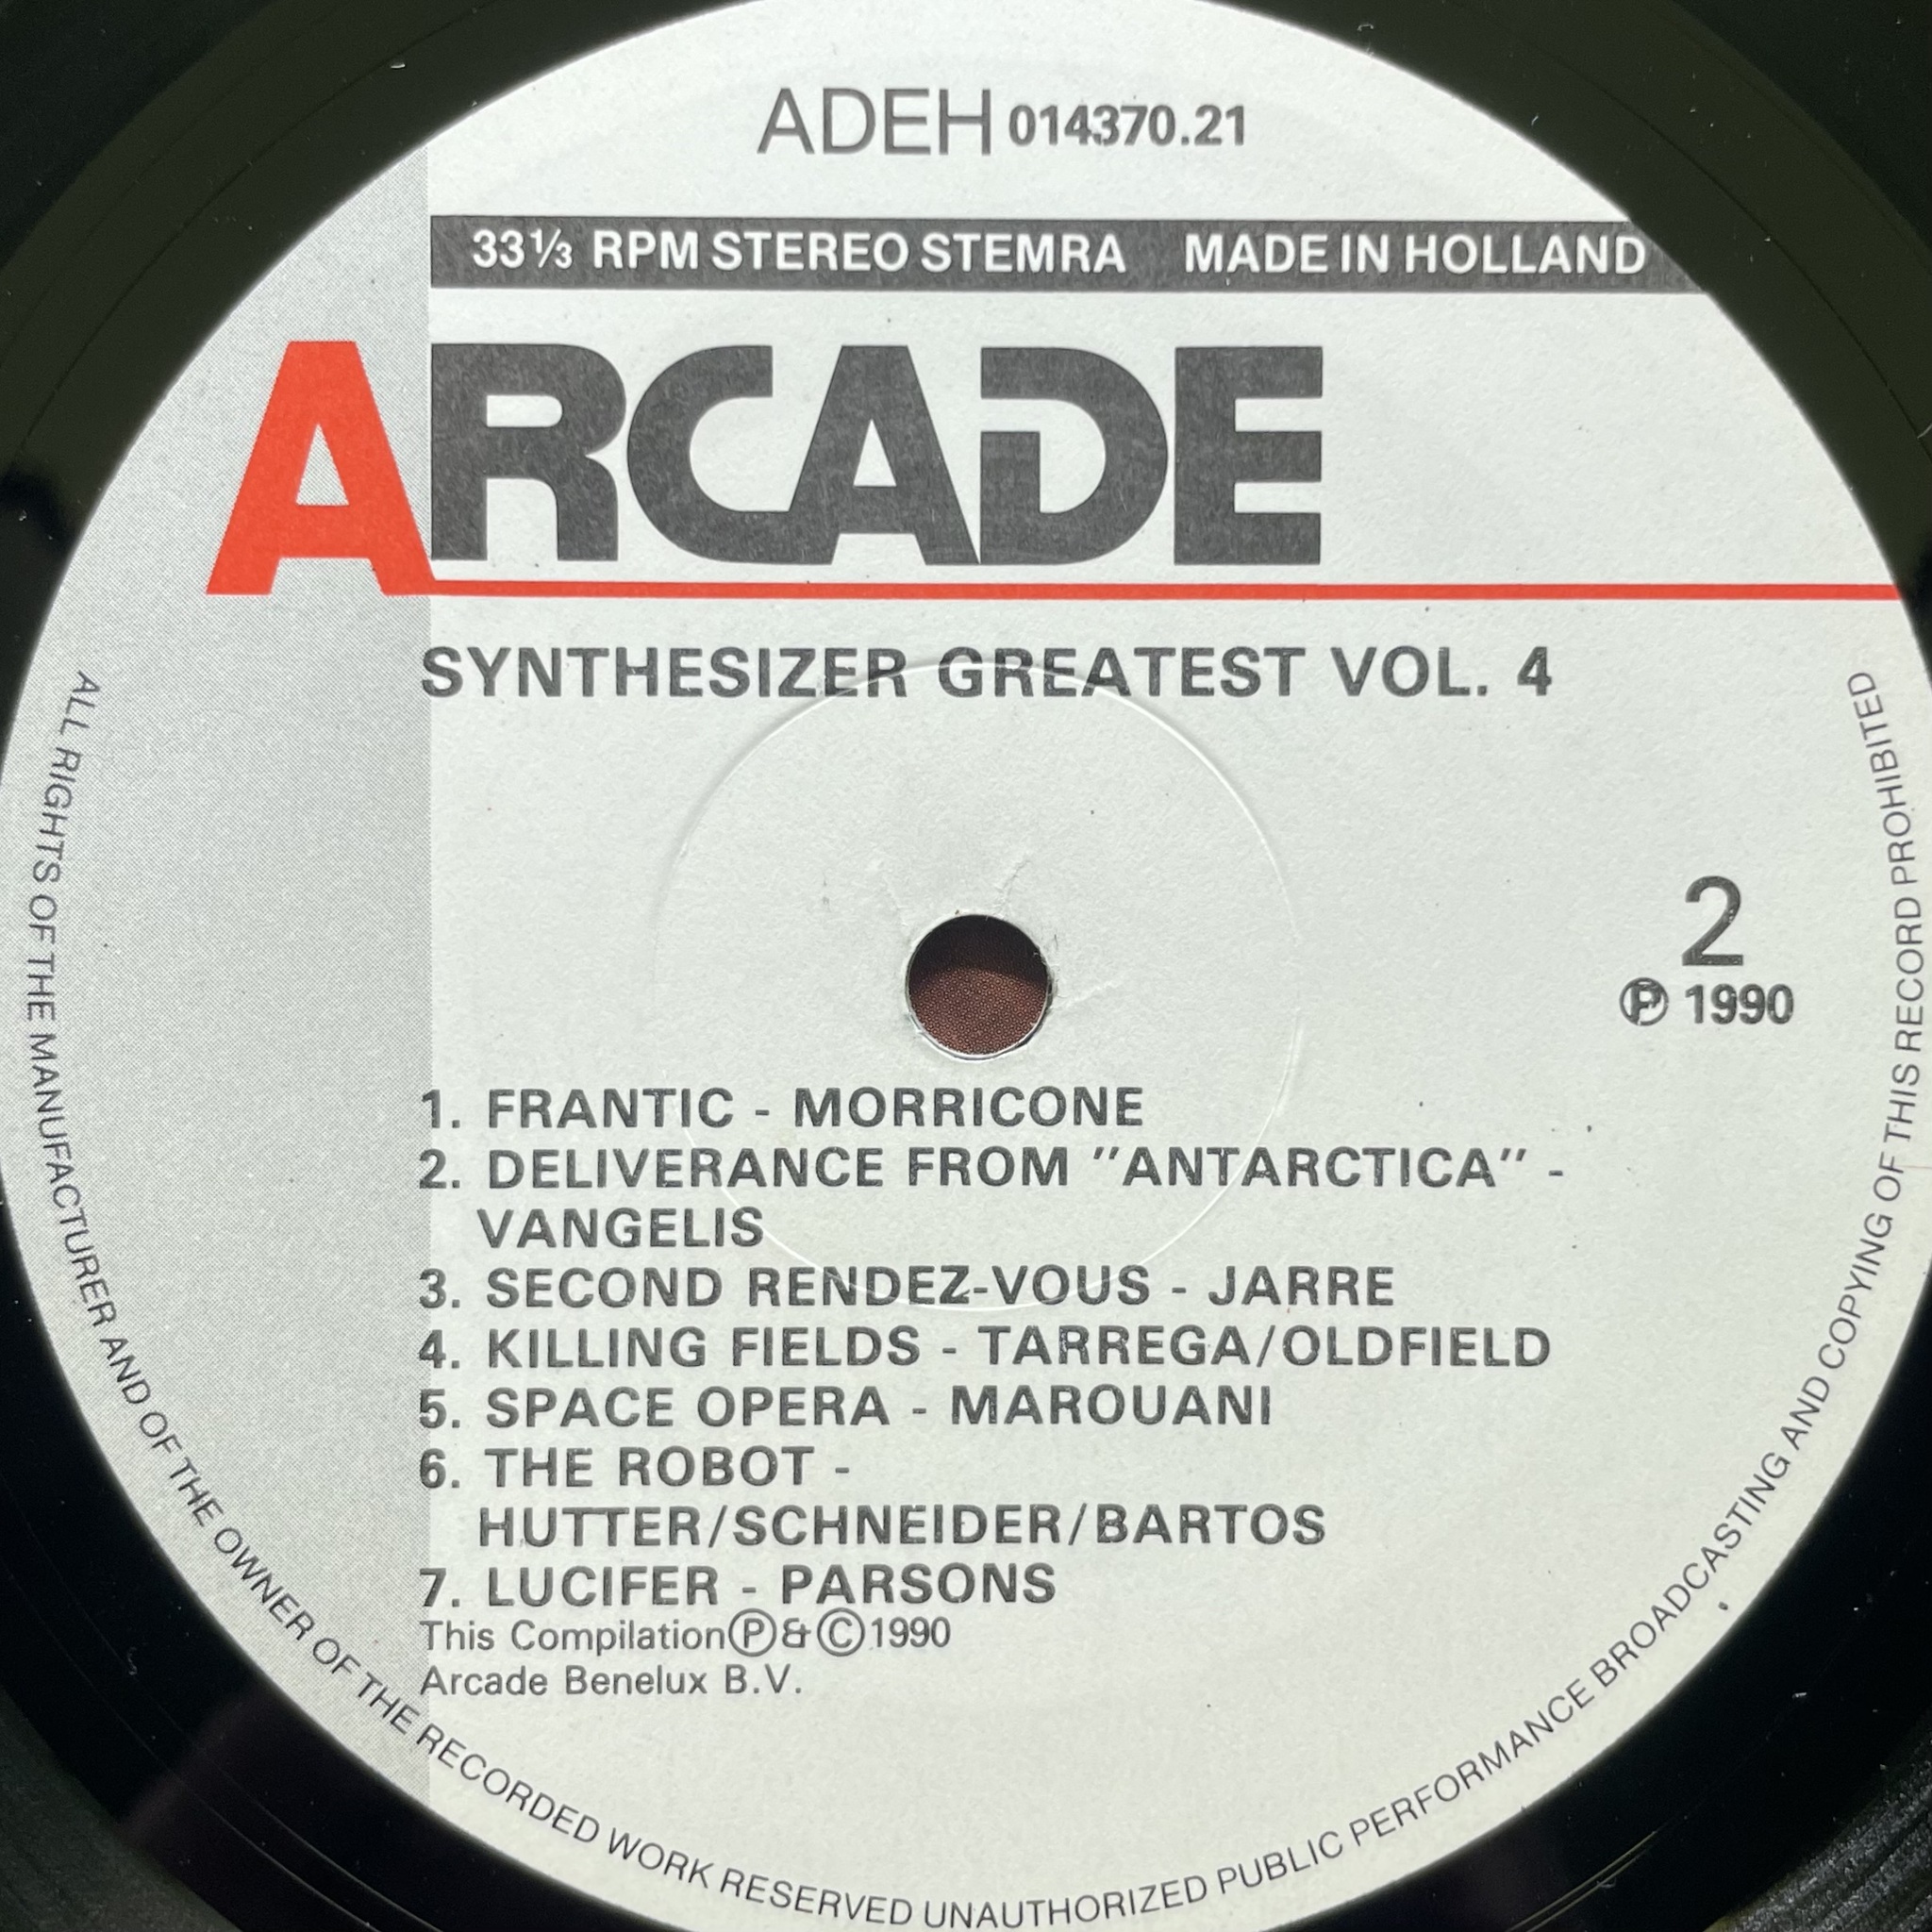 ADEH 014370.21
33⅓ RPM STEREO STEMRA MADE IN HOLLAND
ARCADE
SYNTHESIZER GREATEST VOL. 4
2
Ⓟ 1990
1. FRANTIC - MORRICONE
2. DELIVERANCE FROM "ANTARCTICA" -
VANGELIS
3. SECOND RENDEZ-VOUS - JARRE
4. KILLING FIELDS - TARREGA/OLDFIELD
5. SPACE OPERA - MAROUANI
6. THE ROBOT -
HUTTER/SCHNEIDER/BARTOS
7. LUCIFER - PARSONS
This Compilation Ⓟ & © 1990
Arcade Benelux B.V.
ALL RIGHTS OF THE MANUFACTURER AND OF THE OWNER OF THE RECORDED WORK RESERVED UNAUTHORIZED PUBLIC PERFORMANCE BROADCASTING AND COPYING OF THIS RECORD PROHIBITED